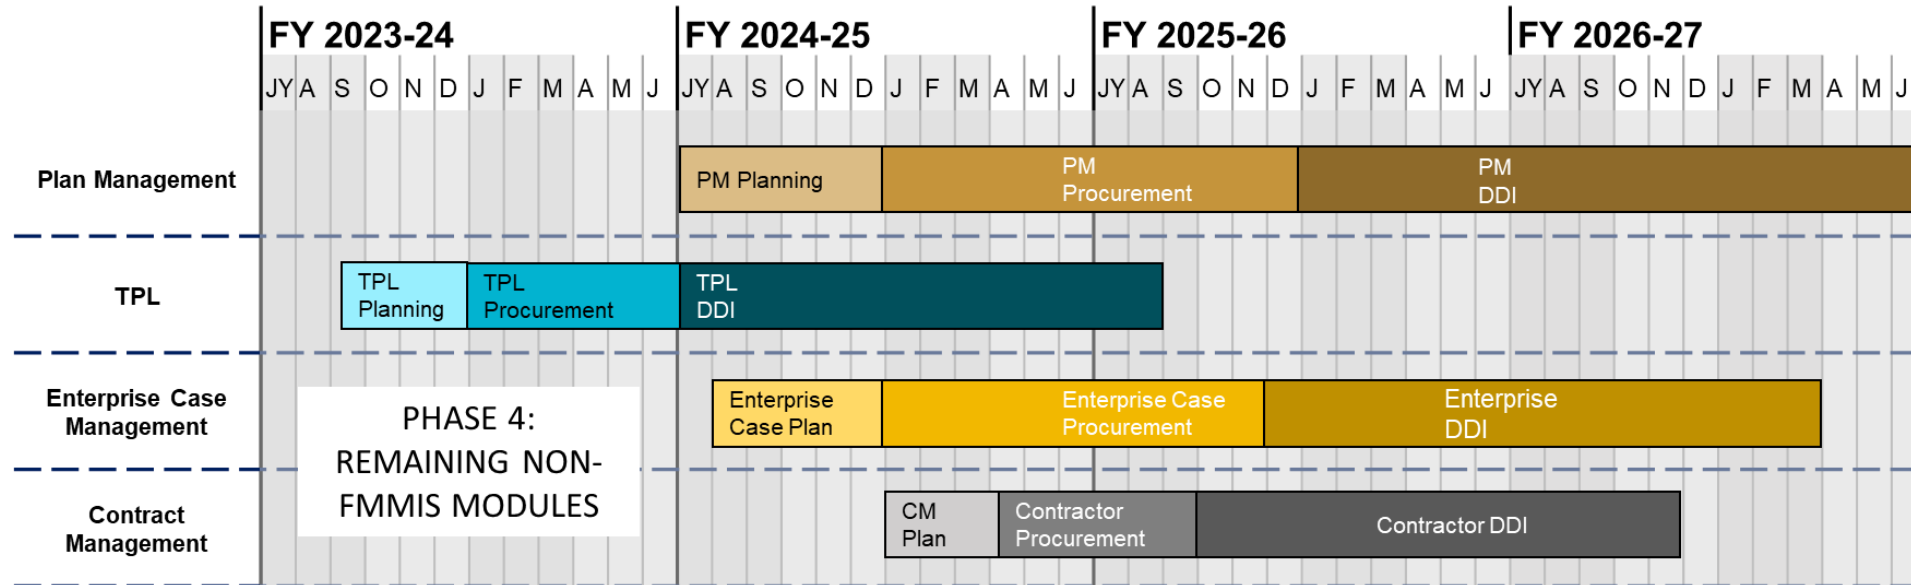 FY 2023-24 FY 2024-25 FY 2025-26 FY 2026-27
JY A S O N D J F M A M J JY A S O N D J F M A M J JY A S O N D J F M A M J JY A S O N D J F M A M J
Plan Management
PM Planning
PM
Procurement
PM
DDI
TPL
TPL
Planning
TPL
Procurement
TPL
DDI
Enterprise Case
Management
Enterprise
Case Plan
Enterprise Case
Procurement
Enterprise
DDI
PHASE 4:
REMAINING NON-
FMMIS MODULES
Contract
Management
CM
Plan
Contractor
Procurement
Contractor DDI